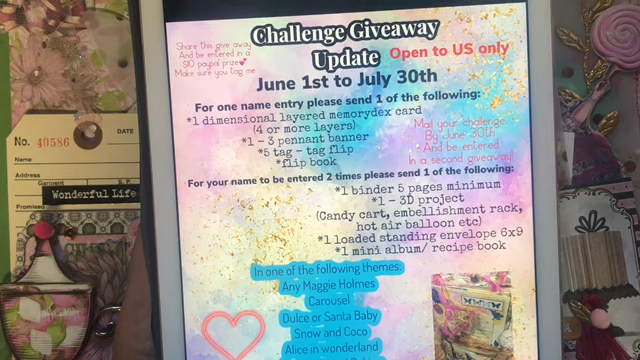 Challenge Giveaway
Update
Open to US only
Share this give away
And be entered in a
$10 paypal prize
Make sure you tag me
June 1st to July 30th
For one name entry please send 1 of the following:
*1 dimensional layered memorydex card
(4 or more layers)
*1 - 3 pennant banner
*5 tag - tag flip
*flip book
Mail your challenge
By June 30th
And be entered
In a second giveaway!
For your name to be entered 2 times please send 1 of the following:
*1 binder 5 pages minimum
*1 - 3D project
(Candy cart, embellishment rack,
hot air balloon etc)
*1 loaded standing envelope 6x9
*1 mini album/ recipe book
In one of the following themes:
Any Maggie Holmes
Carousel
Dulce or Santa Baby
Snow and Coco
Alice in wonderland
No. 40586
DATE
Name
Address
S.P.
Garment
Promised
Wonderful Life